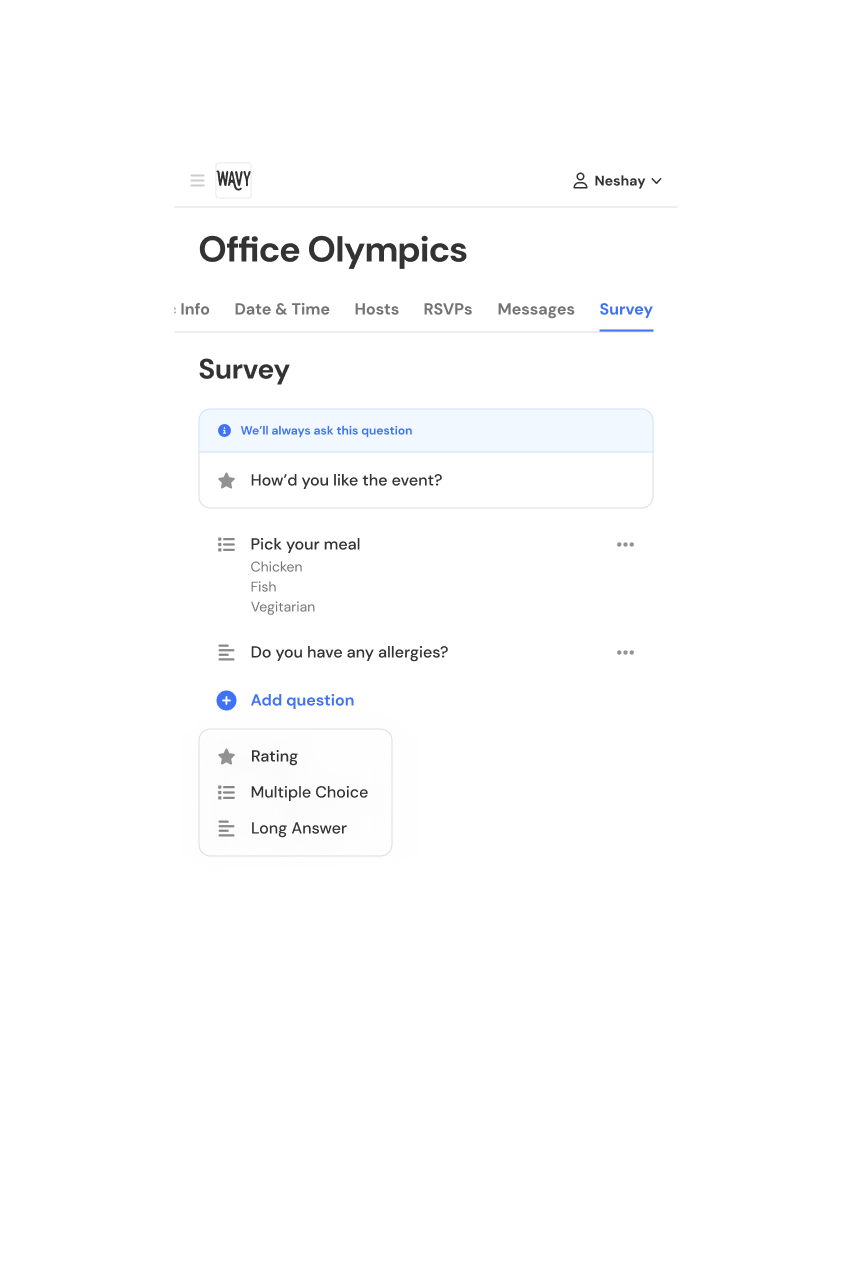 WAVY
Neshay
Office Olympics
Info Date & Time Hosts RSVPs Messages Survey
Survey
We’ll always ask this question
How’d you like the event?
Pick your meal
Chicken
Fish
Vegitarian
Do you have any allergies?
Add question
Rating
Multiple Choice
Long Answer